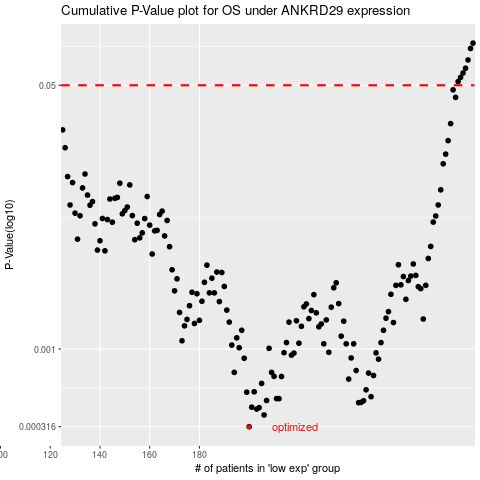 Cumulative P-Value plot for OS under ANKRD29 expression
P-Value(log10)
0.05
0.001
0.000316
optimized
00 120 140 160 180
# of patients in 'low exp' group